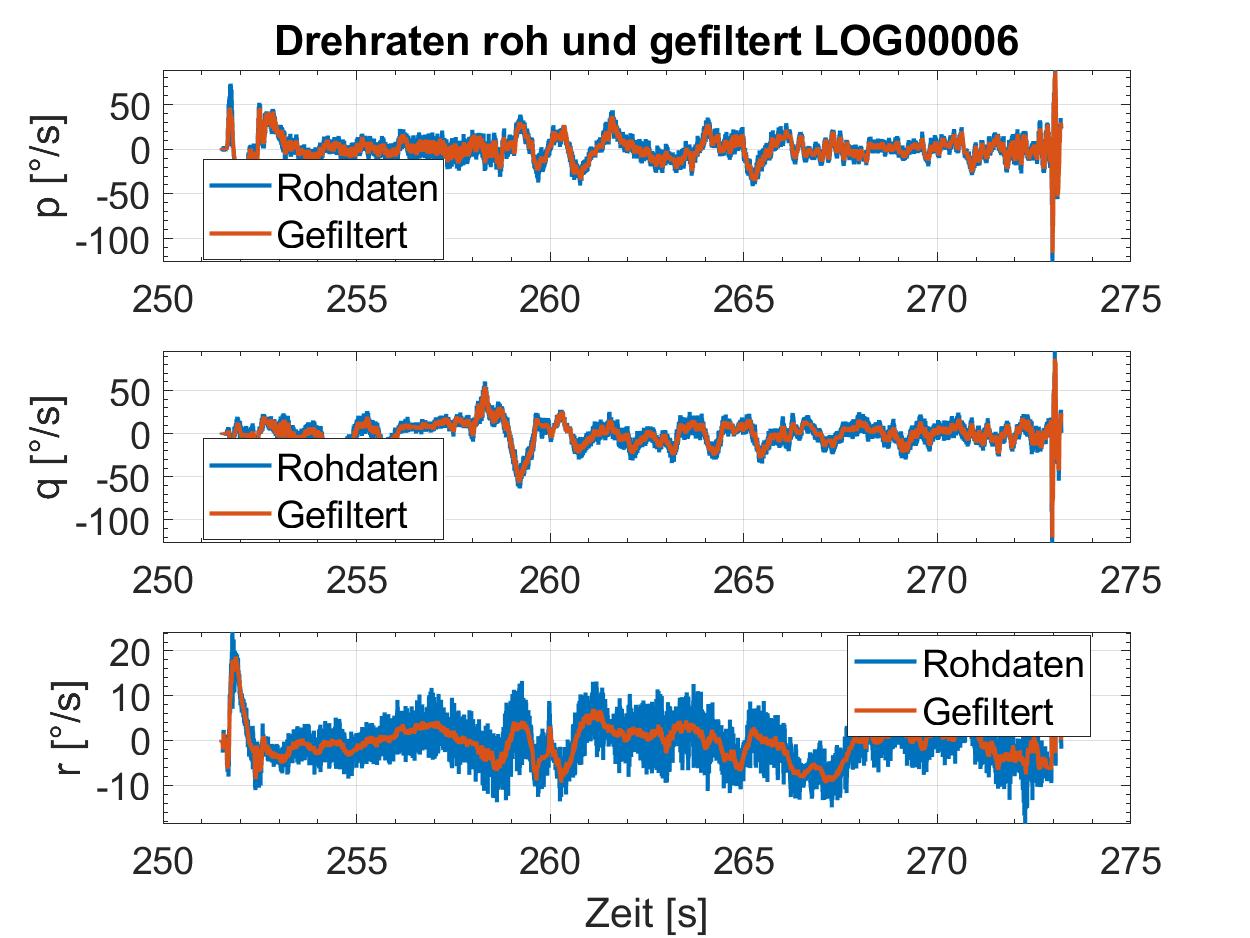 Drehraten roh und gefiltert LOG00006
p [°/s]
50
0
-50
-100
Rohdaten
Gefiltert
250 255 260 265 270 275
q [°/s]
50
0
-50
-100
Rohdaten
Gefiltert
250 255 260 265 270 275
r [°/s]
20
10
0
-10
Rohdaten
Gefiltert
250 255 260 265 270 275
Zeit [s]